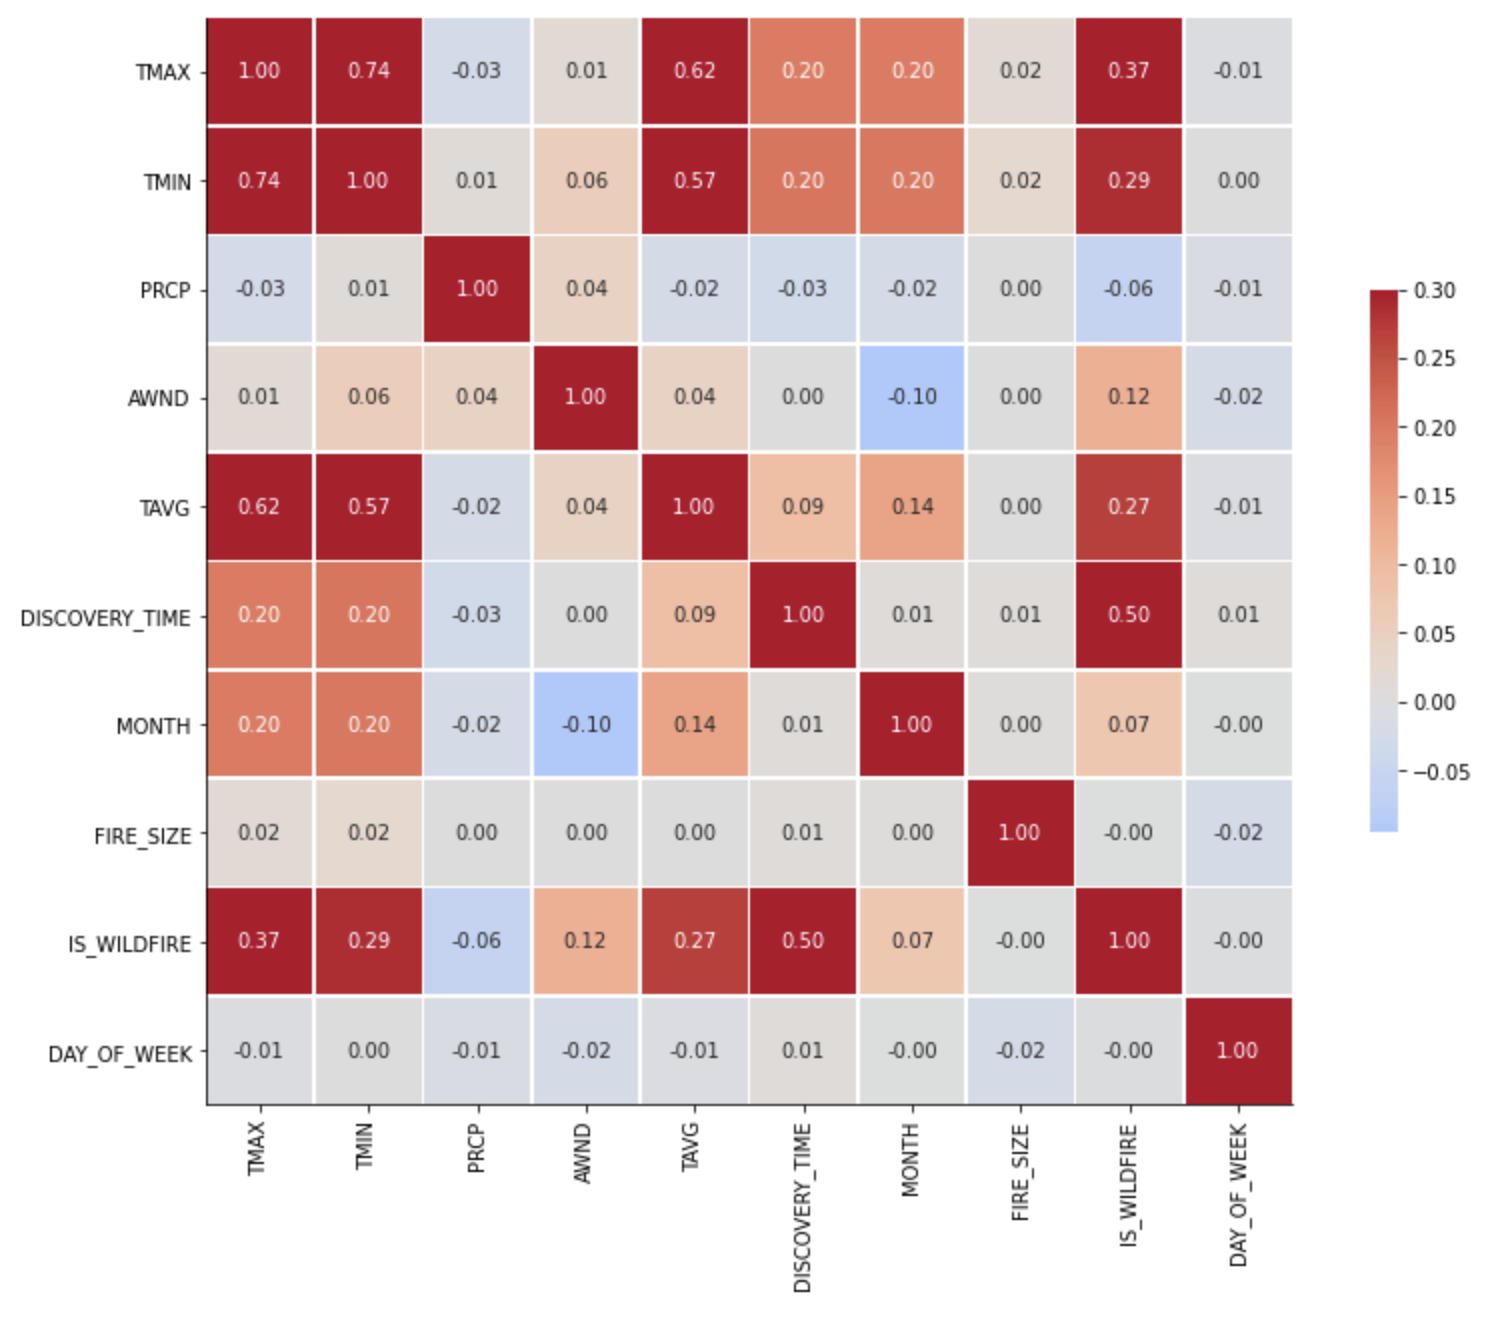 TMAX 1.00 0.74 -0.03 0.01 0.62 0.20 0.20 0.02 0.37 -0.01
TMIN 0.74 1.00 0.01 0.06 0.57 0.20 0.20 0.02 0.29 0.00
PRCP -0.03 0.01 1.00 0.04 -0.02 -0.03 -0.02 0.00 -0.06 -0.01
AWND 0.01 0.06 0.04 1.00 0.04 0.00 -0.10 0.00 0.12 -0.02
TAVG 0.62 0.57 -0.02 0.04 1.00 0.09 0.14 0.00 0.27 -0.01
DISCOVERY_TIME 0.20 0.20 -0.03 0.00 0.09 1.00 0.01 0.01 0.50 0.01
MONTH 0.20 0.20 -0.02 -0.10 0.14 0.01 1.00 0.00 0.07 -0.00
FIRE_SIZE 0.02 0.02 0.00 0.00 0.00 0.01 0.00 1.00 -0.00 -0.02
IS_WILDFIRE 0.37 0.29 -0.06 0.12 0.27 0.50 0.07 -0.00 1.00 -0.00
DAY_OF_WEEK -0.01 0.00 -0.01 -0.02 -0.01 0.01 -0.00 -0.02 -0.00 1.00
TMAX
TMIN
PRCP
AWND
TAVG
DISCOVERY_TIME
MONTH
FIRE_SIZE
IS_WILDFIRE
DAY_OF_WEEK
0.30
0.25
0.20
0.15
0.10
0.05
0.00
−0.05